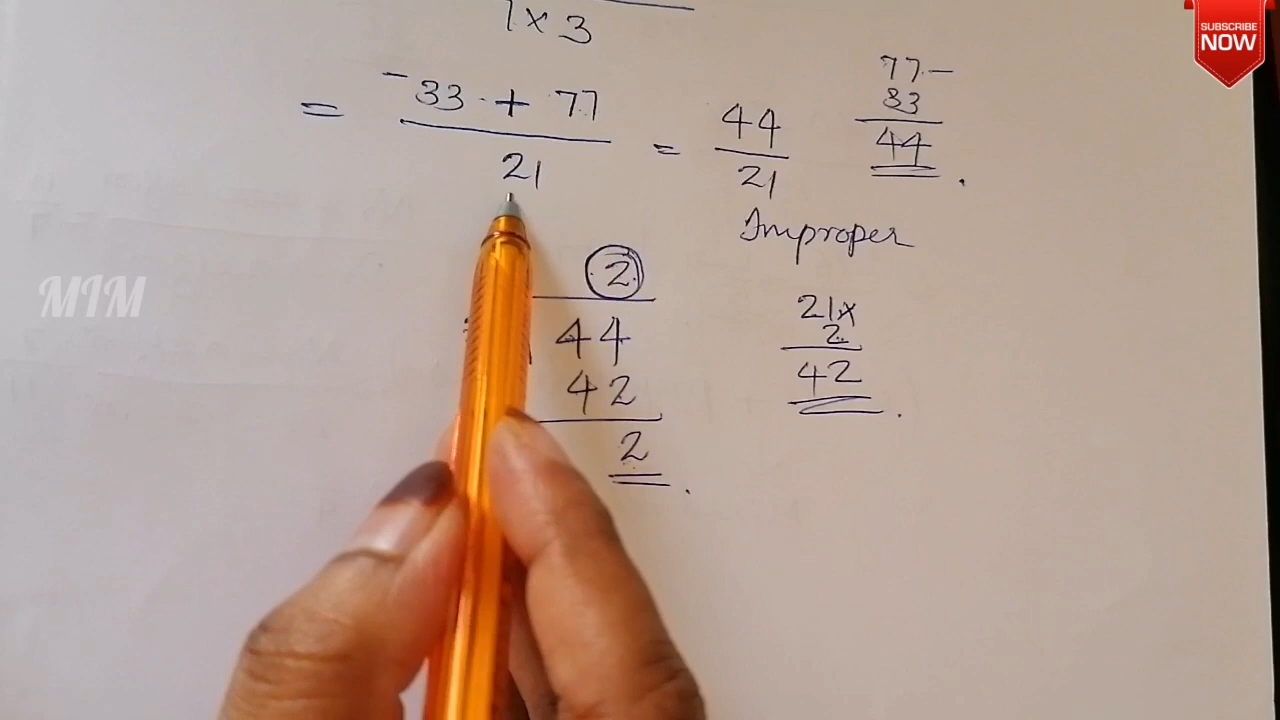 7 × 3
SUBSCRIBE
NOW
= -33 + 77 / 21 = 44 / 21
77 -
33
44
Improper
MIM
2
44
42
2
21 ×
2
42